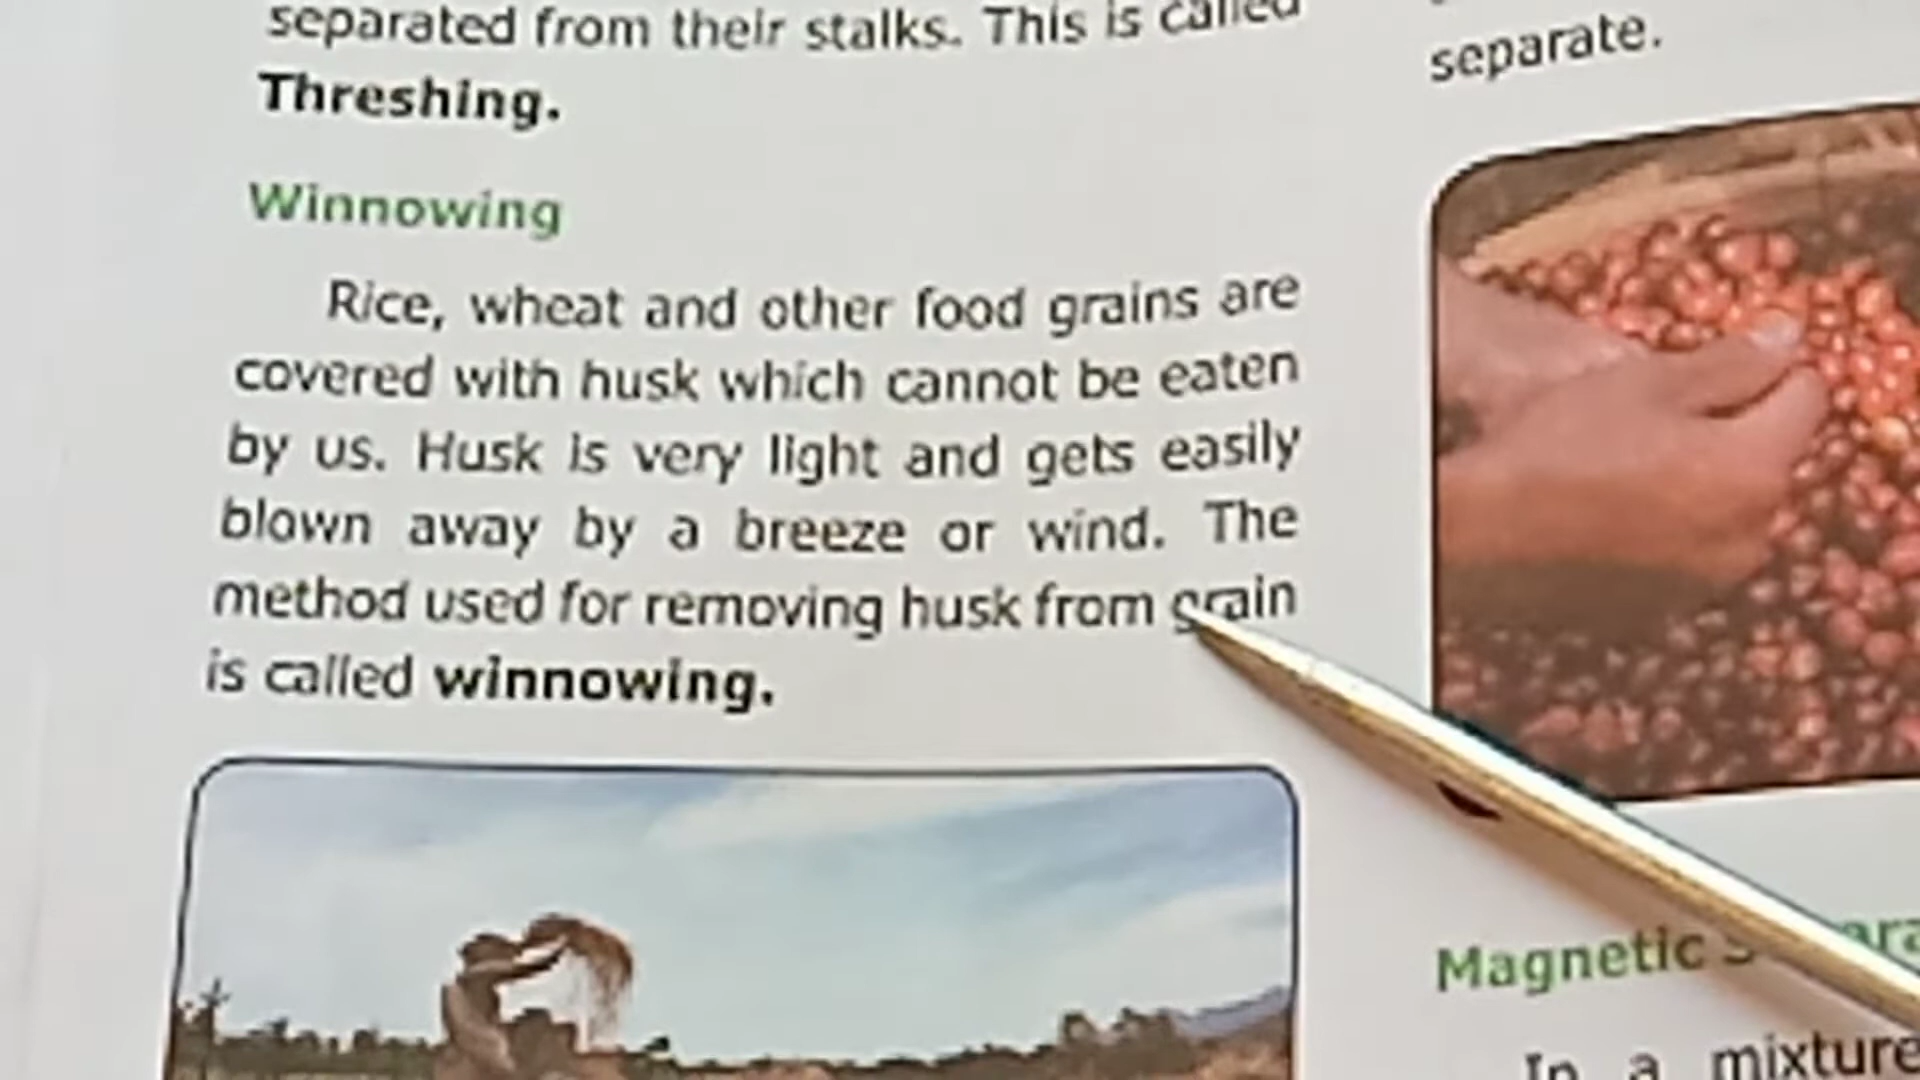 separated from their stalks. This is called
Threshing.
Winnowing
Rice, wheat and other food grains are
covered with husk which cannot be eaten
by us. Husk is very light and gets easily
blown away by a breeze or wind. The
method used for removing husk from grain
is called winnowing.
separate.
Magnetic
In a mixture